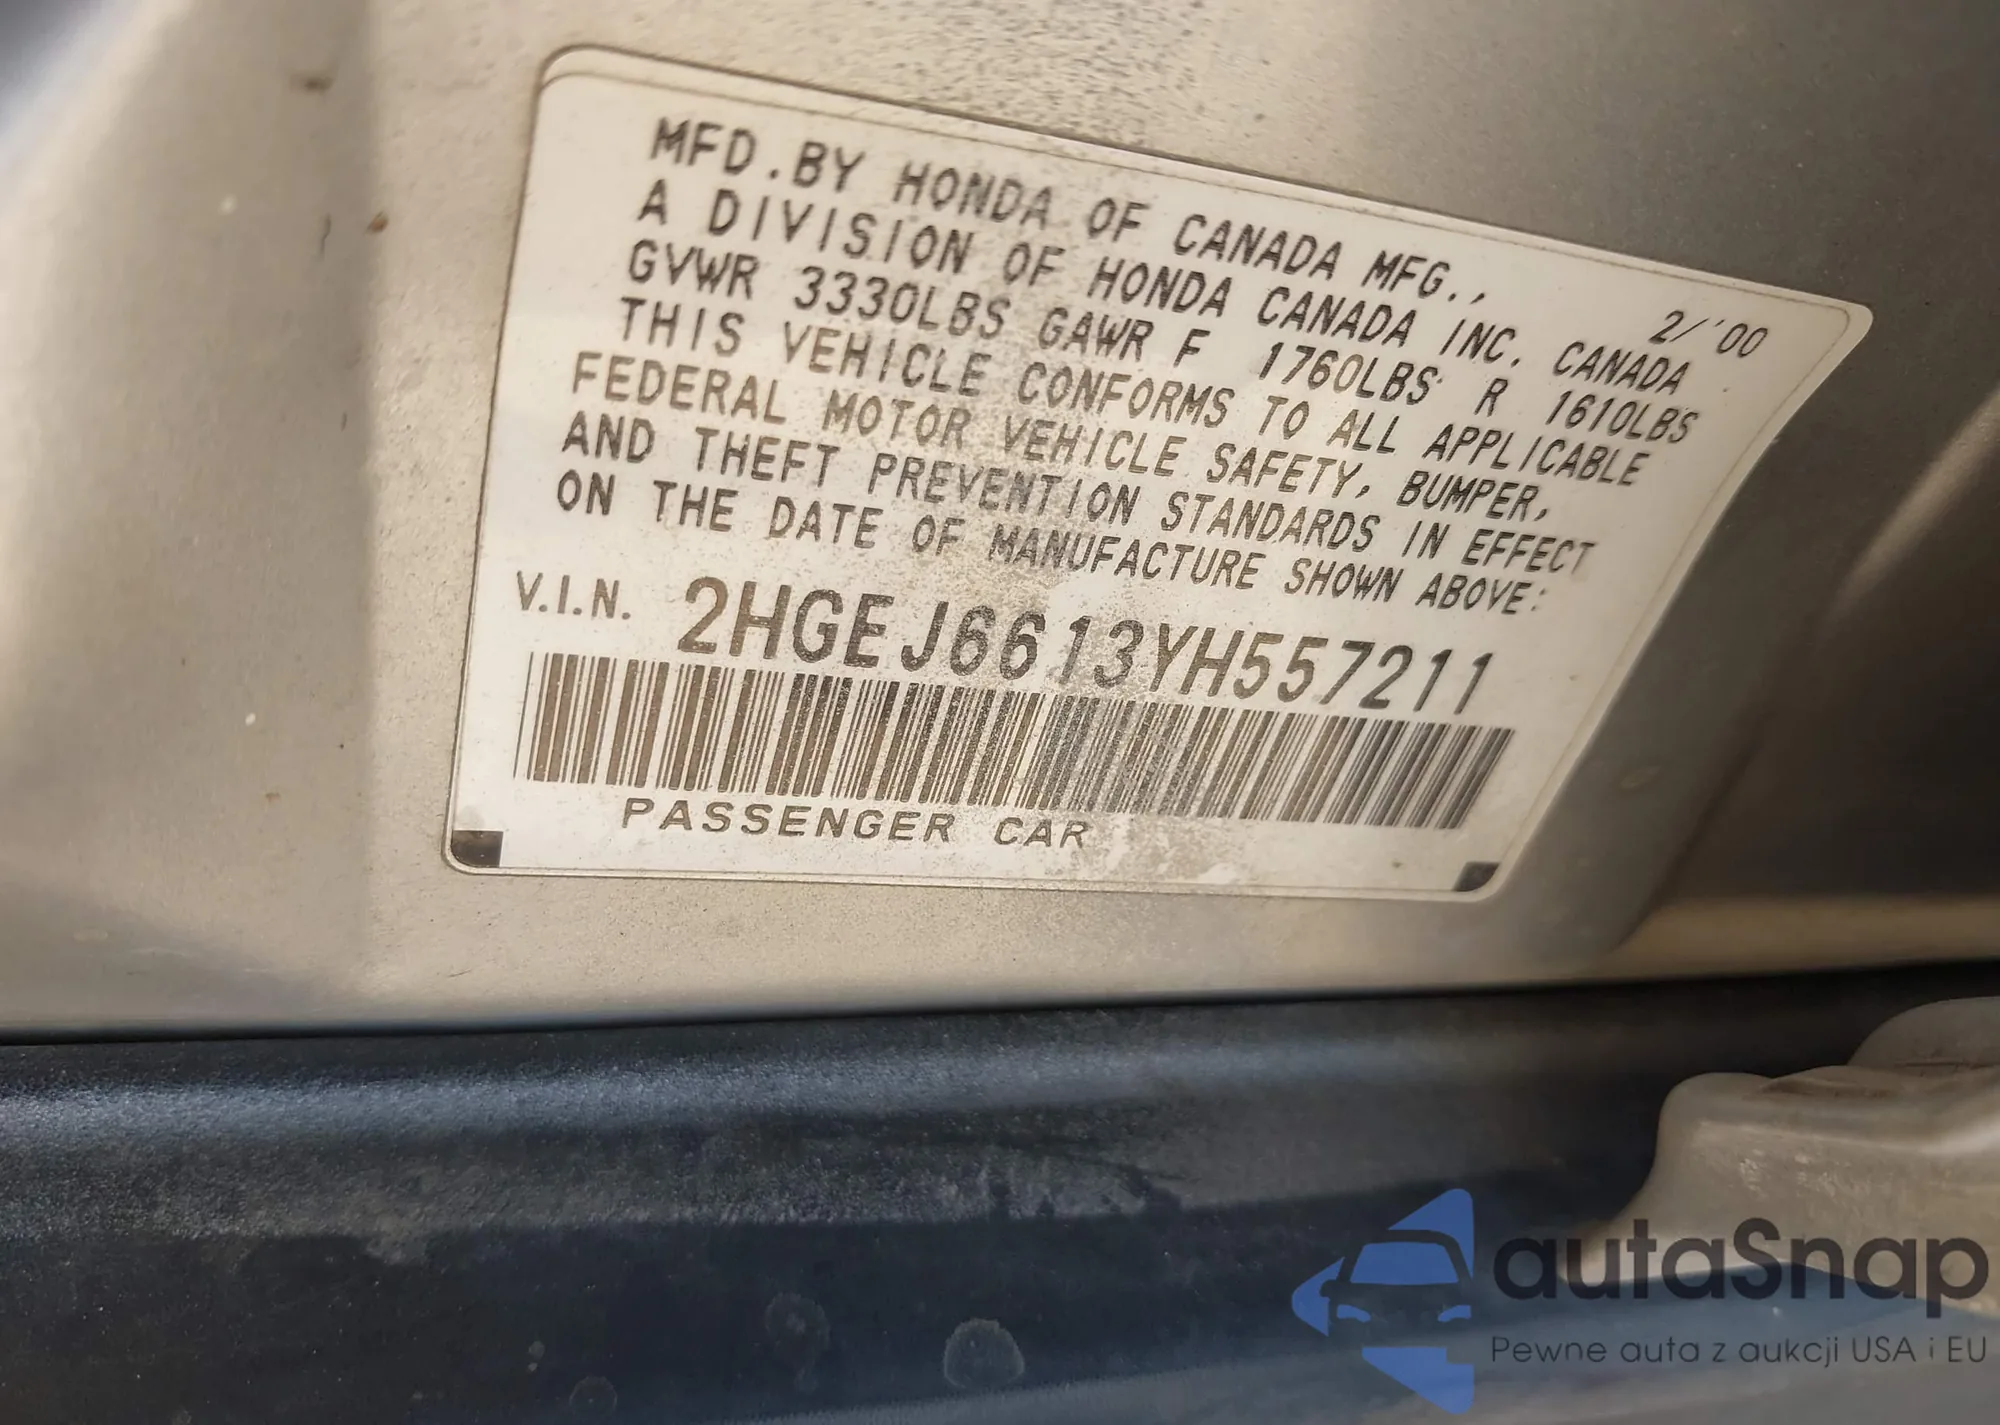 MFD.BY HONDA OF CANADA MFG.,
2/'00
A DIVISION OF HONDA CANADA INC. CANADA
GVWR 3330LBS GAWR F 1760LBS R 1610LBS
THIS VEHICLE CONFORMS TO ALL APPLICABLE
FEDERAL MOTOR VEHICLE SAFETY, BUMPER,
AND THEFT PREVENTION STANDARDS IN EFFECT
ON THE DATE OF MANUFACTURE SHOWN ABOVE:
V.I.N. 2HGEJ6613YH557211
PASSENGER CAR
autaSnap
Pewne auta z aukcji USA i EU